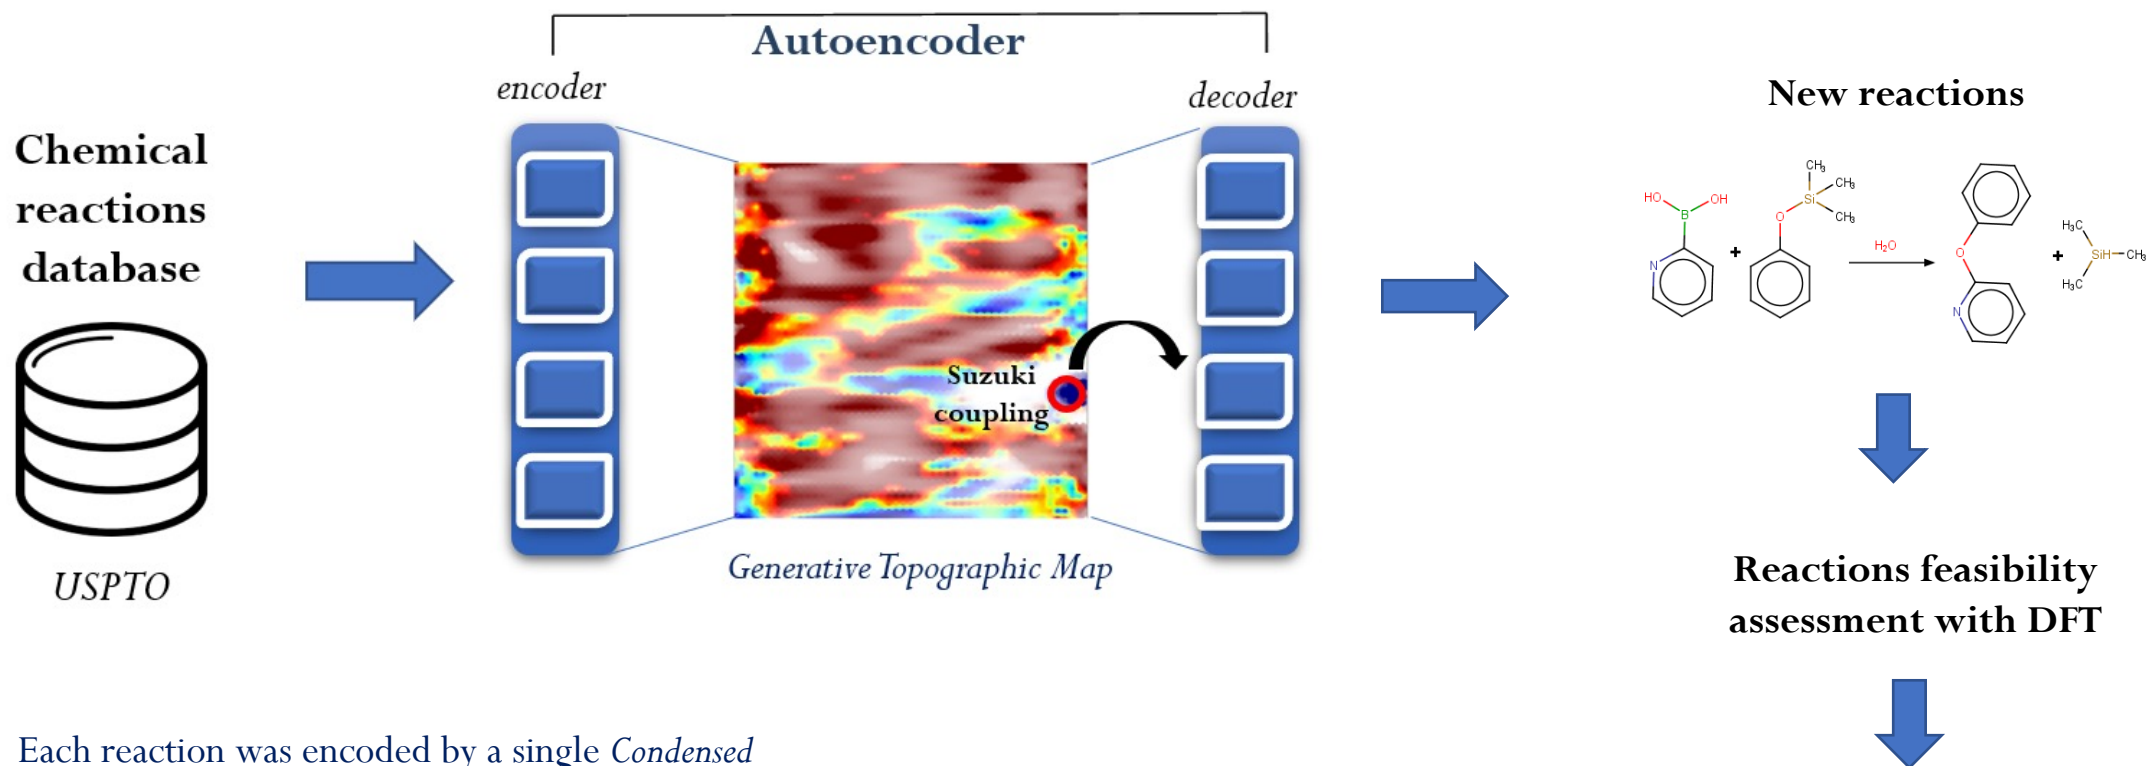 Autoencoder
encoder
decoder
Chemical
reactions
database
USPTO
Suzuki
coupling
Generative Topographic Map
New reactions
HO
OH
B
N
+
CH₃
Si
CH₃
CH₃
O
H₂O
O
N
+
H₃C
SiH
CH₃
H₃C
Reactions feasibility
assessment with DFT
Each reaction was encoded by a single Condensed